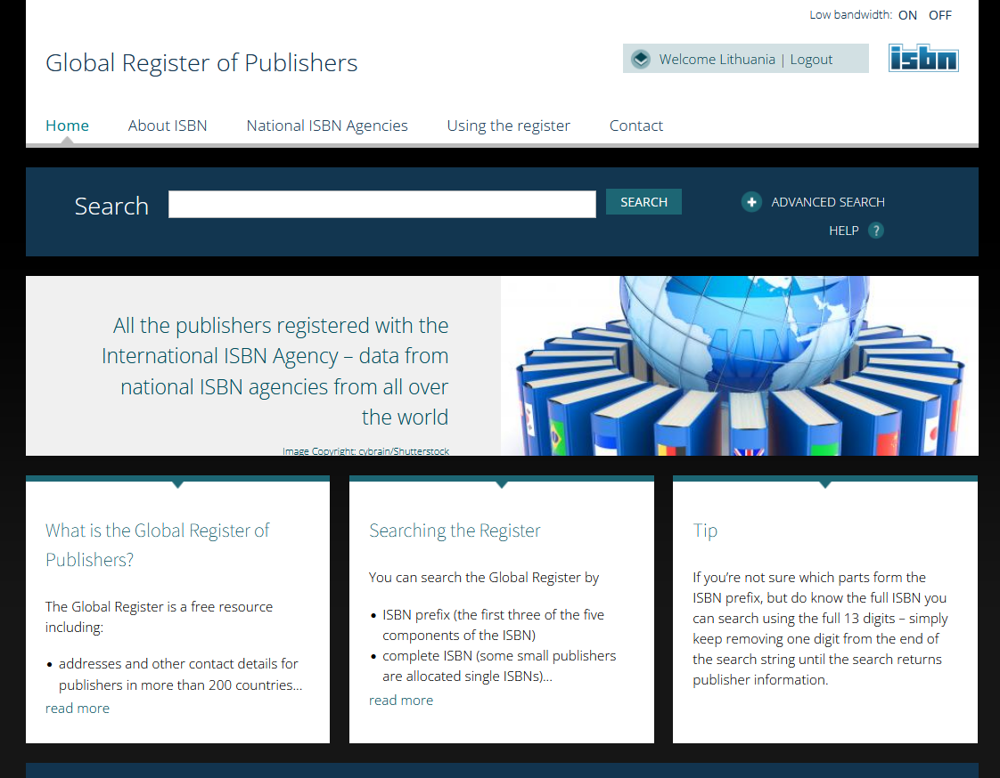 Low bandwidth: ON OFF
Global Register of Publishers
Welcome Lithuania | Logout
isbn
Home About ISBN National ISBN Agencies Using the register Contact
Search
SEARCH
ADVANCED SEARCH
HELP ?
All the publishers registered with the
International ISBN Agency – data from
national ISBN agencies from all over
the world
Image Copyright: cybrain/Shutterstock
What is the Global Register of
Publishers?
The Global Register is a free resource
including:
• addresses and other contact details for
publishers in more than 200 countries...
read more
Searching the Register
You can search the Global Register by
• ISBN prefix (the first three of the five
components of the ISBN)
• complete ISBN (some small publishers
are allocated single ISBNs)...
read more
Tip
If you’re not sure which parts form the
ISBN prefix, but do know the full ISBN you
can search using the full 13 digits – simply
keep removing one digit from the end of
the search string until the search returns
publisher information.